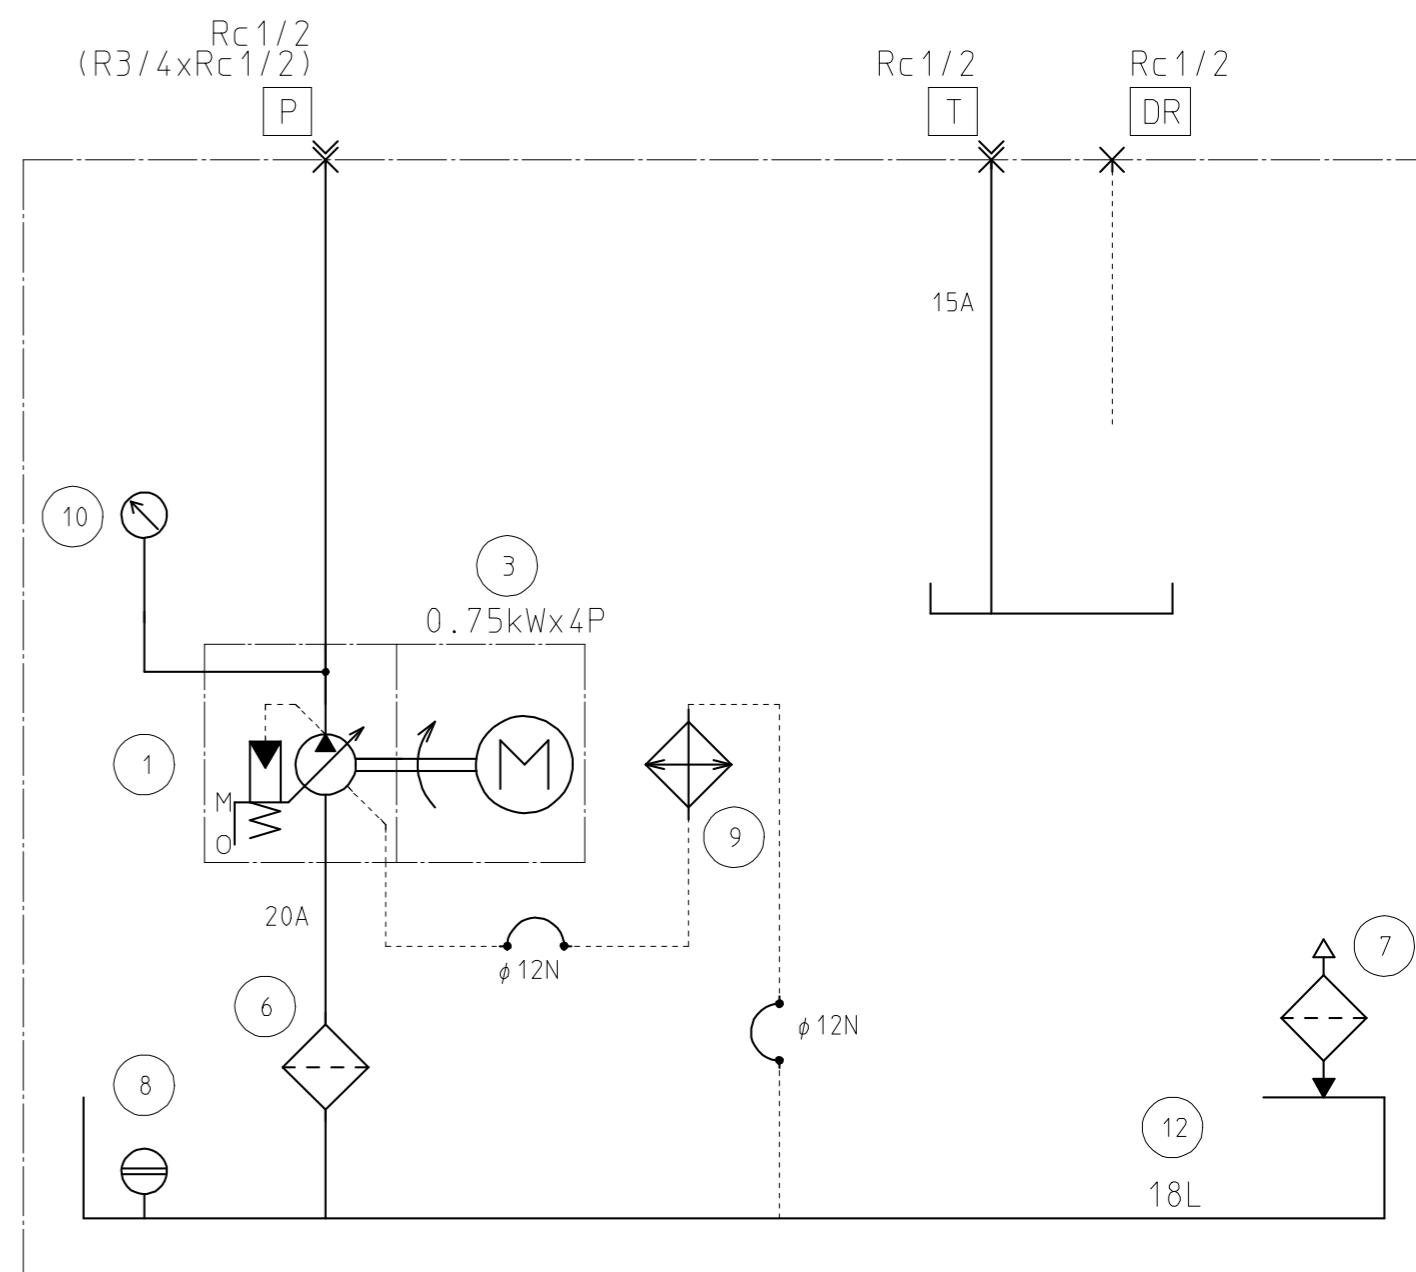 Rc1/2
(R3/4xRc1/2)
P
Rc1/2
T
Rc1/2
DR
15A
10
3
0.75kWx4P
1
M
O
M
9
20A
φ12N
6
φ12N
7
8
12
18L